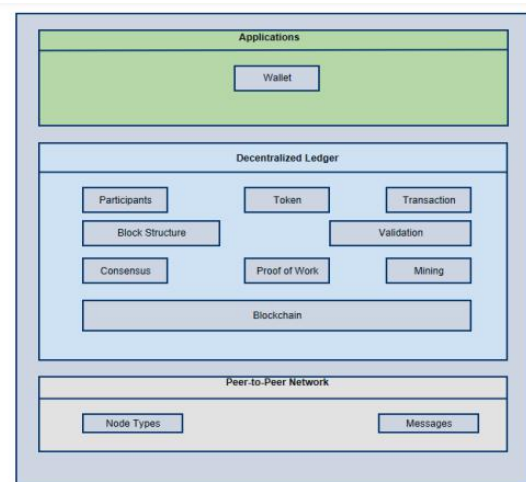 Applications
Wallet
Decentralized Ledger
Participants Token Transaction
Block Structure Validation
Consensus Proof of Work Mining
Blockchain
Peer-to-Peer Network
Node Types Messages